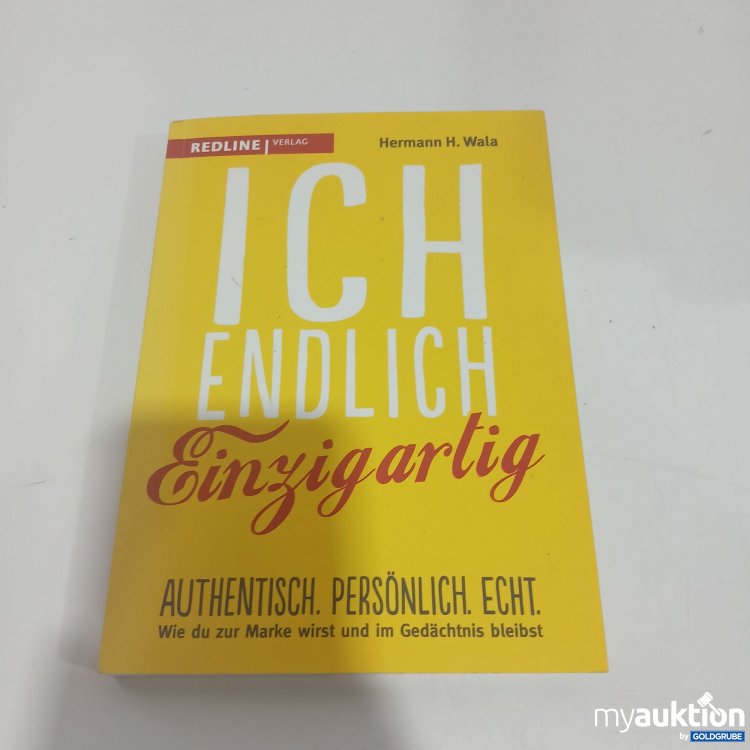 REDLINE | VERLAG
Hermann H. Wala
ICH
ENDLICH
Einzigartig
AUTHENTISCH. PERSÖNLICH. ECHT.
Wie du zur Marke wirst und im Gedächtnis bleibst
myauktion
by GOLDGRUBE